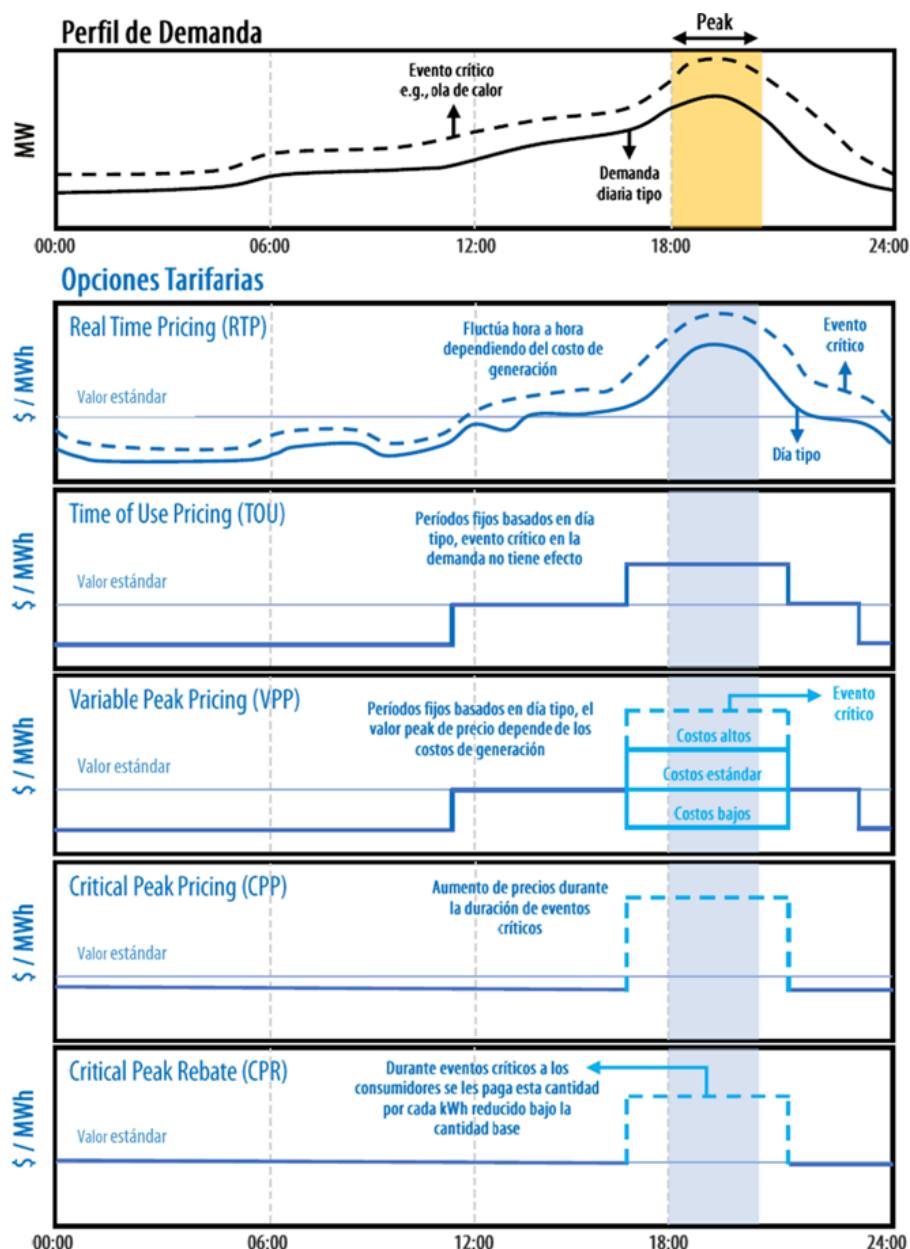 Perfil de Demanda
Peak
Evento crítico
e.g., ola de calor
MW
Demanda
diaria tipo
00:00
06:00
12:00
18:00
24:00
Opciones Tarifarias
Real Time Pricing (RTP)
Fluctúa hora a hora
dependiendo del costo de
generación
Evento
crítico
$ / MWh
Valor estándar
Día tipo
Time of Use Pricing (TOU)
Períodos fijos basados en día
tipo, evento crítico en la
demanda no tiene efecto
$ / MWh
Valor estándar
Variable Peak Pricing (VPP)
Períodos fijos basados en día tipo, el
valor peak de precio depende de los
costos de generación
Evento
crítico
$ / MWh
Valor estándar
Costos altos
Costos estándar
Costos bajos
Critical Peak Pricing (CPP)
Aumento de precios durante
la duración de eventos
críticos
$ / MWh
Valor estándar
Critical Peak Rebate (CPR)
Durante eventos críticos a los
consumidores se les paga esta cantidad
por cada kWh reducido bajo la
cantidad base
$ / MWh
Valor estándar
00:00
06:00
12:00
18:00
24:00